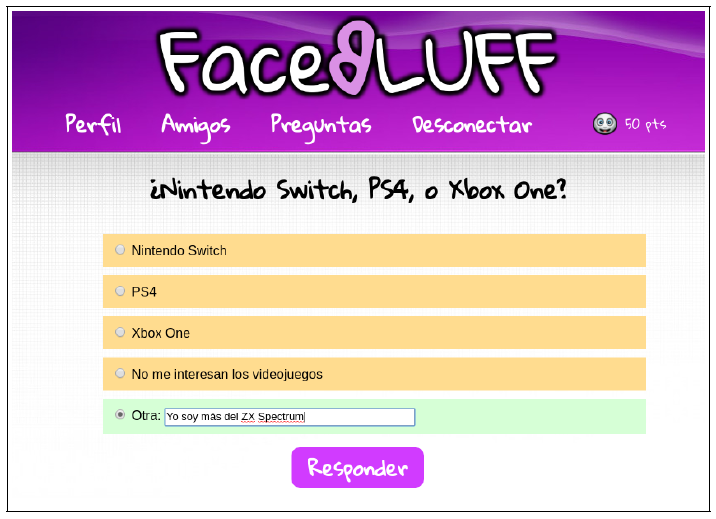 FaceBLUFF
Perfil Amigos Preguntas Desconectar 50 pts
¿Nintendo Switch, PS4, o Xbox One?
Nintendo Switch
PS4
Xbox One
No me interesan los videojuegos
Otra: Yo soy más del ZX Spectrum
Responder